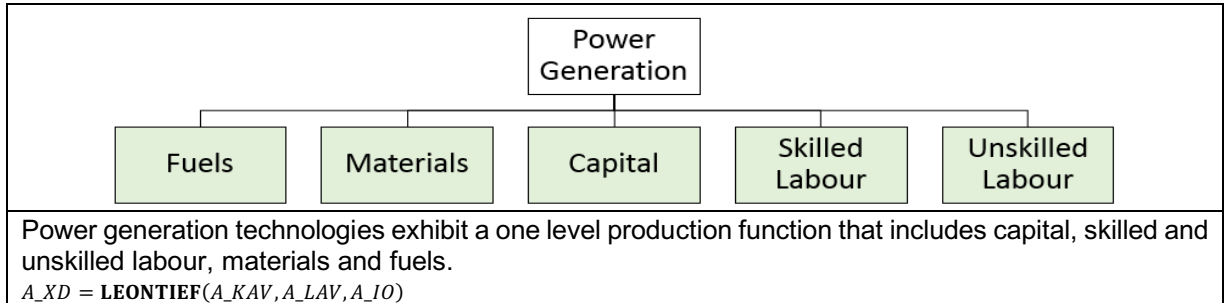 Power
Generation
Fuels
Materials
Capital
Skilled
Labour
Unskilled
Labour
Power generation technologies exhibit a one level production function that includes capital, skilled and
unskilled labour, materials and fuels.
A_XD = LEONTIEF(A_KAV, A_LAV, A_IO)